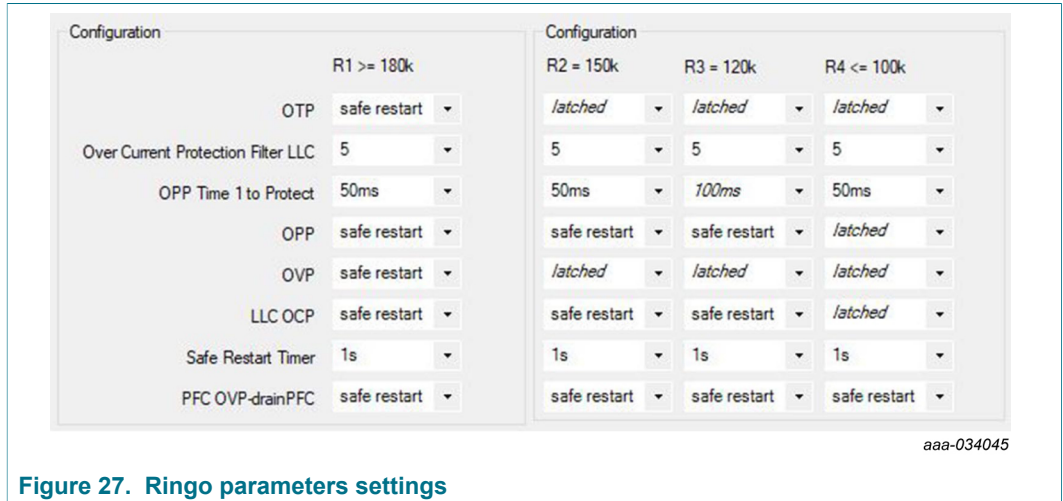 Configuration Configuration
R1 >= 180k R2 = 150k R3 = 120k R4 <= 100k
OTP safe restart latched latched latched
Over Current Protection Filter LLC 5 5 5 5
OPP Time 1 to Protect 50ms 50ms 100ms 50ms
OPP safe restart safe restart safe restart latched
OVP safe restart latched latched latched
LLC OCP safe restart safe restart safe restart latched
Safe Restart Timer 1s 1s 1s 1s
PFC OVP-drainPFC safe restart safe restart safe restart safe restart
aaa-034045
Figure 27. Ringo parameters settings